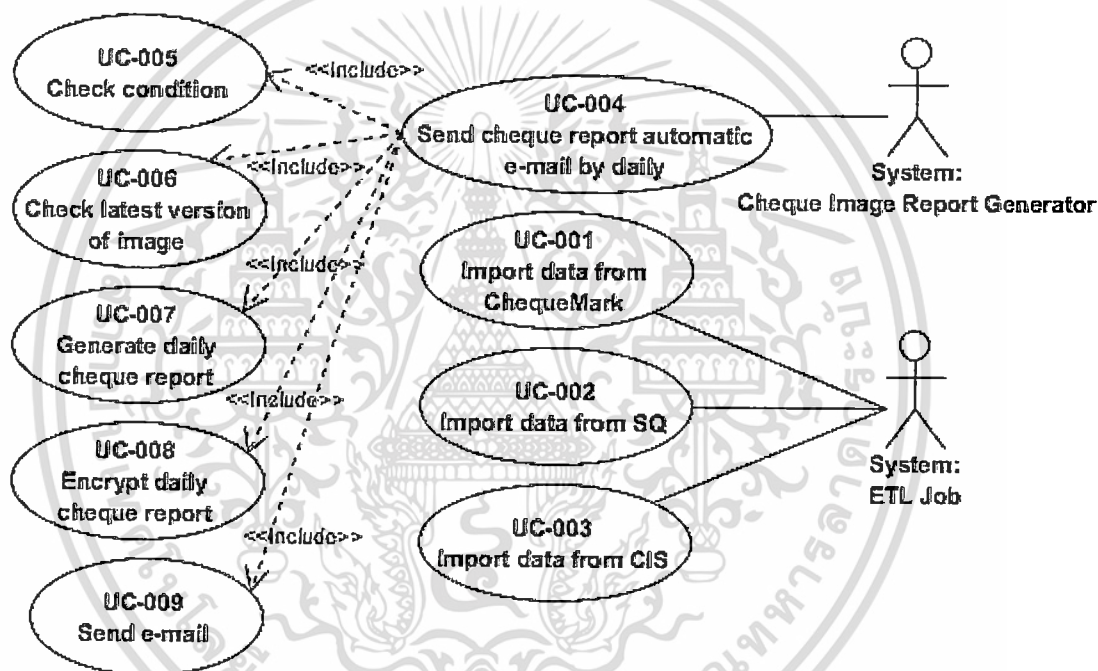 UC-005
Check condition
<<Include>>
UC-004
Send cheque report automatic
e-mail by daily
System:
Cheque Image Report Generator
UC-006
Check latest version
of image
<<Include>>
UC-001
Import data from
ChequeMark
<<Include>>
UC-007
Generate daily
cheque report
UC-002
Import data from SQ
<<Include>>
System:
ETL Job
UC-008
Encrypt daily
cheque report
<<Include>>
UC-003
Import data from CIS
UC-009
Send e-mail